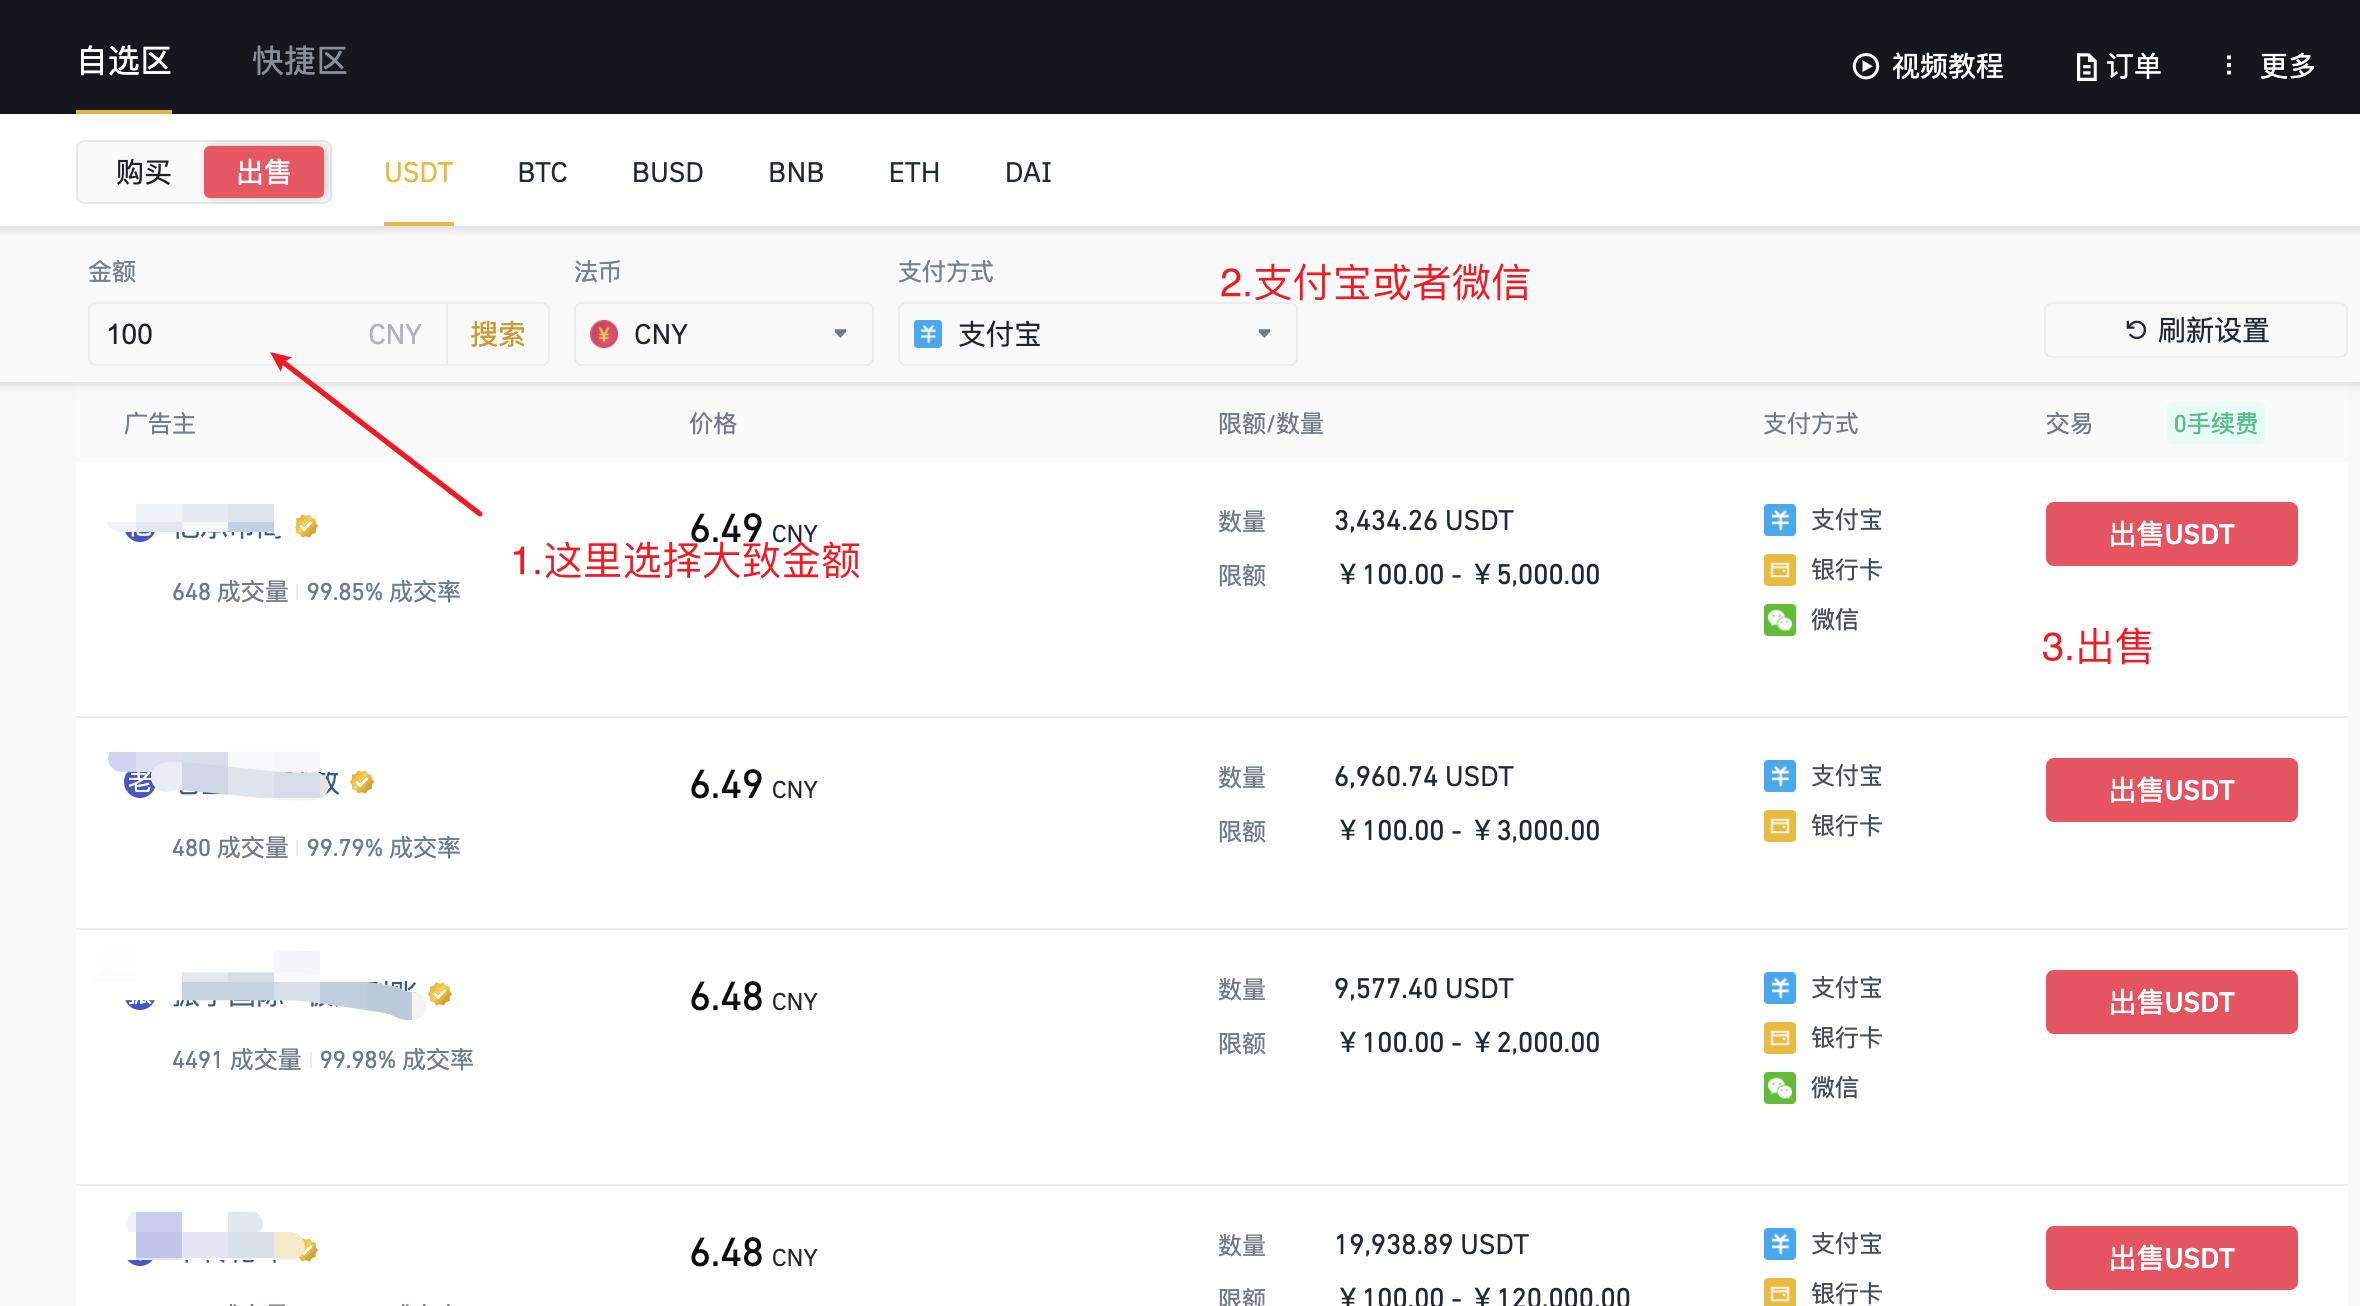 自选区 快捷区 视频教程 订单 更多
购买 出售 USDT BTC BUSD BNB ETH DAI
金额 法币 支付方式 2.支付宝或者微信
100 CNY 搜索 ¥ CNY 支付宝 刷新设置
广告主 价格 限额/数量 支付方式 交易 0手续费
6.49 CNY 数量 3,434.26 USDT 支付宝 出售USDT
1.这里选择大致金额
648 成交量 99.85% 成交率 限额 ¥ 100.00 - ¥ 5,000.00 银行卡
微信
3.出售
老
6.49 CNY 数量 6,960.74 USDT 支付宝 出售USDT
480 成交量 99.79% 成交率 限额 ¥ 100.00 - ¥ 3,000.00 银行卡
6.48 CNY 数量 9,577.40 USDT 支付宝 出售USDT
4491 成交量 99.98% 成交率 限额 ¥ 100.00 - ¥ 2,000.00 银行卡
微信
6.48 CNY 数量 19,938.89 USDT 支付宝 出售USDT
限额 ¥ 100.00 - ¥ 120,000.00 银行卡